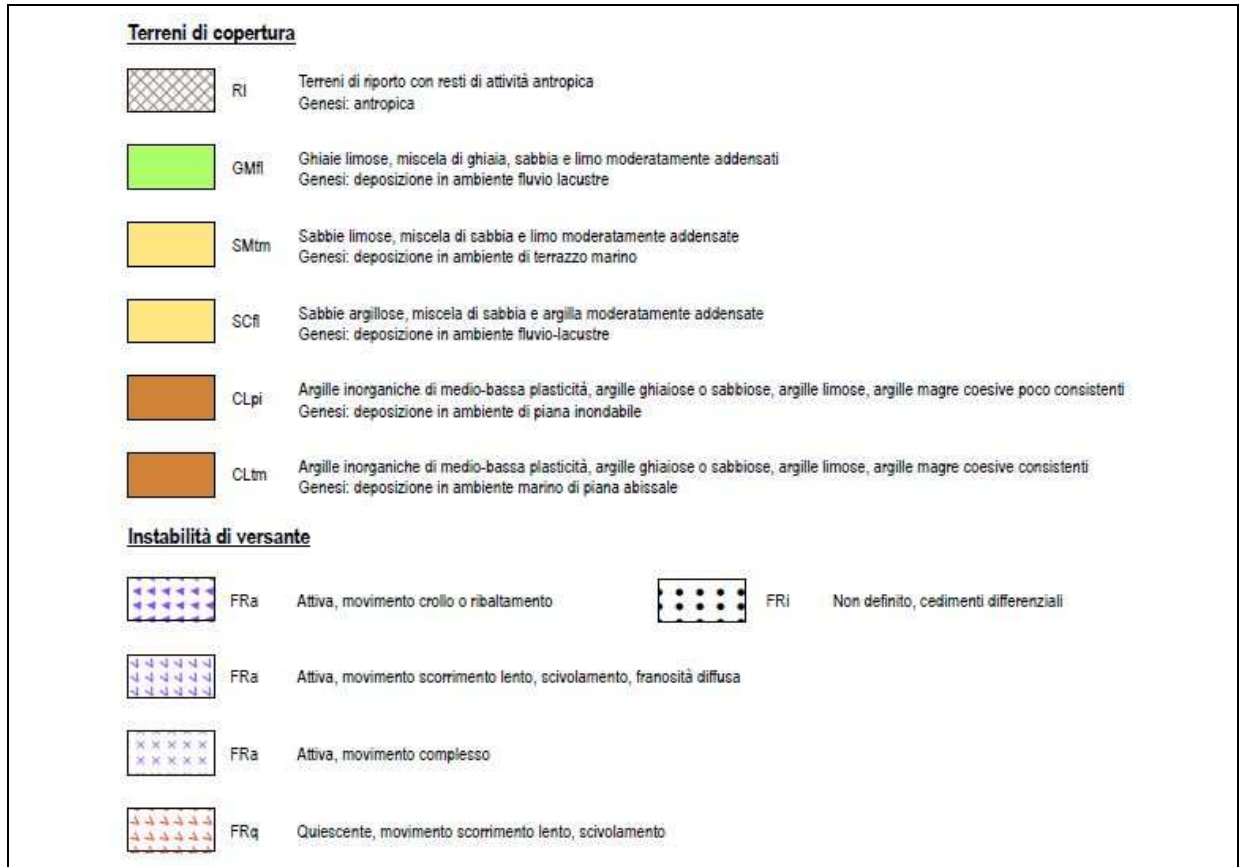 Terreni di copertura
RI
Terreni di riporto con resti di attività antropica
Genesi: antropica
GMfl
Ghiaie limose, miscela di ghiaia, sabbia e limo moderatamente addensati
Genesi: deposizione in ambiente fluvio lacustre
SMtm
Sabbie limose, miscela di sabbia e limo moderatamente addensate
Genesi: deposizione in ambiente di terrazzo marino
SCfl
Sabbie argillose, miscela di sabbia e argilla moderatamente addensate
Genesi: deposizione in ambiente fluvio-lacustre
CLpi
Argille inorganiche di medio-bassa plasticità, argille ghiaiose o sabbiose, argille limose, argille magre coesive poco consistenti
Genesi: deposizione in ambiente di piana inondabile
CLtm
Argille inorganiche di medio-bassa plasticità, argille ghiaiose o sabbiose, argille limose, argille magre coesive consistenti
Genesi: deposizione in ambiente marino di piana abissale
Instabilità di versante
FRa Attiva, movimento crollo o ribaltamento
FRi Non definito, cedimenti differenziali
FRa Attiva, movimento scorrimento lento, scivolamento, franosità diffusa
FRa Attiva, movimento complesso
FRq Quiescente, movimento scorrimento lento, scivolamento